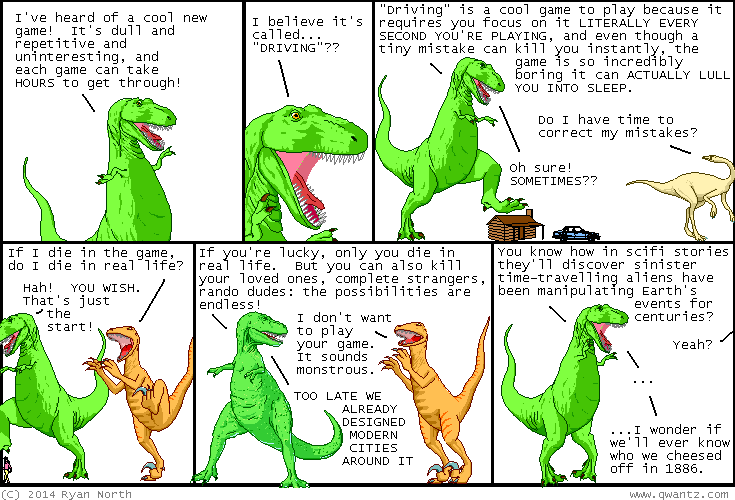 I've heard of a cool new
game!  It's dull and
repetitive and
uninteresting, and
each game can take
HOURS to get through!
I believe it's
called...
"DRIVING"??
"Driving" is a cool game to play because it
requires you focus on it LITERALLY EVERY
SECOND YOU'RE PLAYING, and even though a
tiny mistake can kill you instantly, the
game is so incredibly
boring it can ACTUALLY LULL
YOU INTO SLEEP.
Do I have time to
correct my mistakes?
Oh sure!
SOMETIMES??
If I die in the game,
do I die in real life?
Hah!  YOU WISH.
That's just
the
start!
If you're lucky, only you die in
real life.  But you can also kill
your loved ones, complete strangers,
rando dudes: the possibilities are
endless!
I don't want
to play
your game.
It sounds
monstrous.
TOO LATE WE
ALREADY
DESIGNED
MODERN
CITIES
AROUND IT
You know how in scifi stories
they'll discover sinister
time-travelling aliens have
been manipulating Earth's
events for
centuries?
Yeah?
...
...I wonder if
we'll ever know
who we cheesed
off in 1886.
(C) 2014 Ryan North
www.qwantz.com